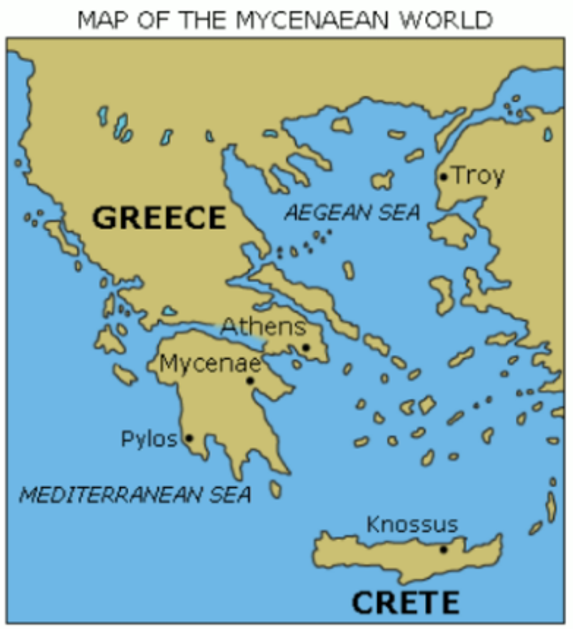 MAP OF THE MYCENAEAN WORLD
Troy
GREECE
AEGEAN SEA
Athens
Mycenae
Pylos
MEDITERRANEAN SEA
Knossus
CRETE